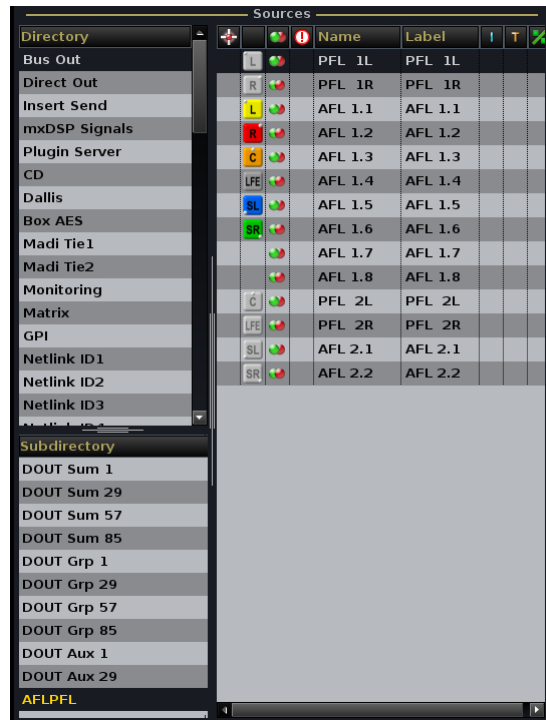 Sources
Directory
Bus Out
Direct Out
Insert Send
mxDSP Signals
Plugin Server
CD
Dallis
Box AES
Madi Tie1
Madi Tie2
Monitoring
Matrix
GPI
Netlink ID1
Netlink ID2
Netlink ID3
Subdirectory
DOUT Sum 1
DOUT Sum 29
DOUT Sum 57
DOUT Sum 85
DOUT Grp 1
DOUT Grp 29
DOUT Grp 57
DOUT Grp 85
DOUT Aux 1
DOUT Aux 29
AFLPFL
Name Label I T %
L PFL 1L PFL 1L
R PFL 1R PFL 1R
L AFL 1.1 AFL 1.1
R AFL 1.2 AFL 1.2
C AFL 1.3 AFL 1.3
LFE AFL 1.4 AFL 1.4
SL AFL 1.5 AFL 1.5
SR AFL 1.6 AFL 1.6
AFL 1.7 AFL 1.7
AFL 1.8 AFL 1.8
C PFL 2L PFL 2L
LFE PFL 2R PFL 2R
SL AFL 2.1 AFL 2.1
SR AFL 2.2 AFL 2.2